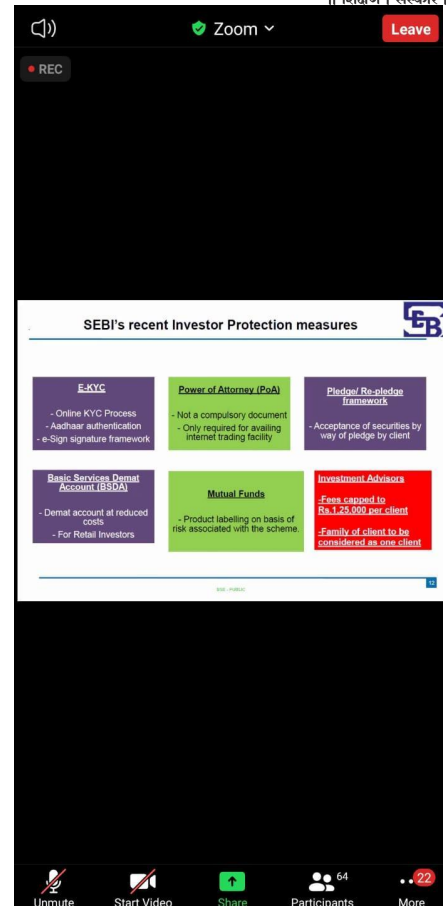 || शिक्षण | संस्कार |
Zoom
Leave
REC
SEBI's recent Investor Protection measures
SEB
E-KYC
- Online KYC Process
- Aadhaar authentication
- e-Sign signature framework
Power of Attorney (PoA)
- Not a compulsory document
- Only required for availing
internet trading facility
Pledge/ Re-pledge
framework
- Acceptance of securities by
way of pledge by client
Basic Services Demat
Account (BSDA)
- Demat account at reduced
costs
- For Retail Investors
Mutual Funds
- Product labelling on basis of
risk associated with the scheme.
Investment Advisors
-Fees capped to
Rs.1,25,000 per client
-Family of client to be
considered as one client
12
Unmute
Start Video
Share
64
Participants
22
More